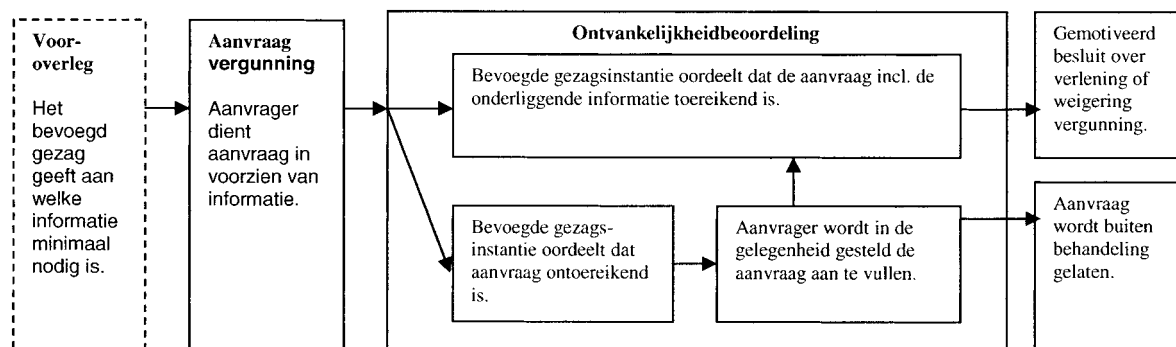 Voor-
overleg
Het
bevoegd
gezag
geeft aan
welke
informatie
minimaal
nodig is.
Aanvraag
vergunning
Aanvrager
dient
aanvraag in
voorzien van
informatie.
Ontvankelijkheidbeoordeling
Bevoegde gezagsinstantie oordeelt dat de aanvraag incl. de
onderliggende informatie toereikend is.
Bevoegde gezags-
instantie oordeelt dat
aanvraag ontoereikend
is.
Aanvrager wordt in de
gelegenheid gesteld de
aanvraag aan te vullen.
Gemotiveerd
besluit over
verlening of
weigering
vergunning.
Aanvraag
wordt buiten
behandeling
gelaten.